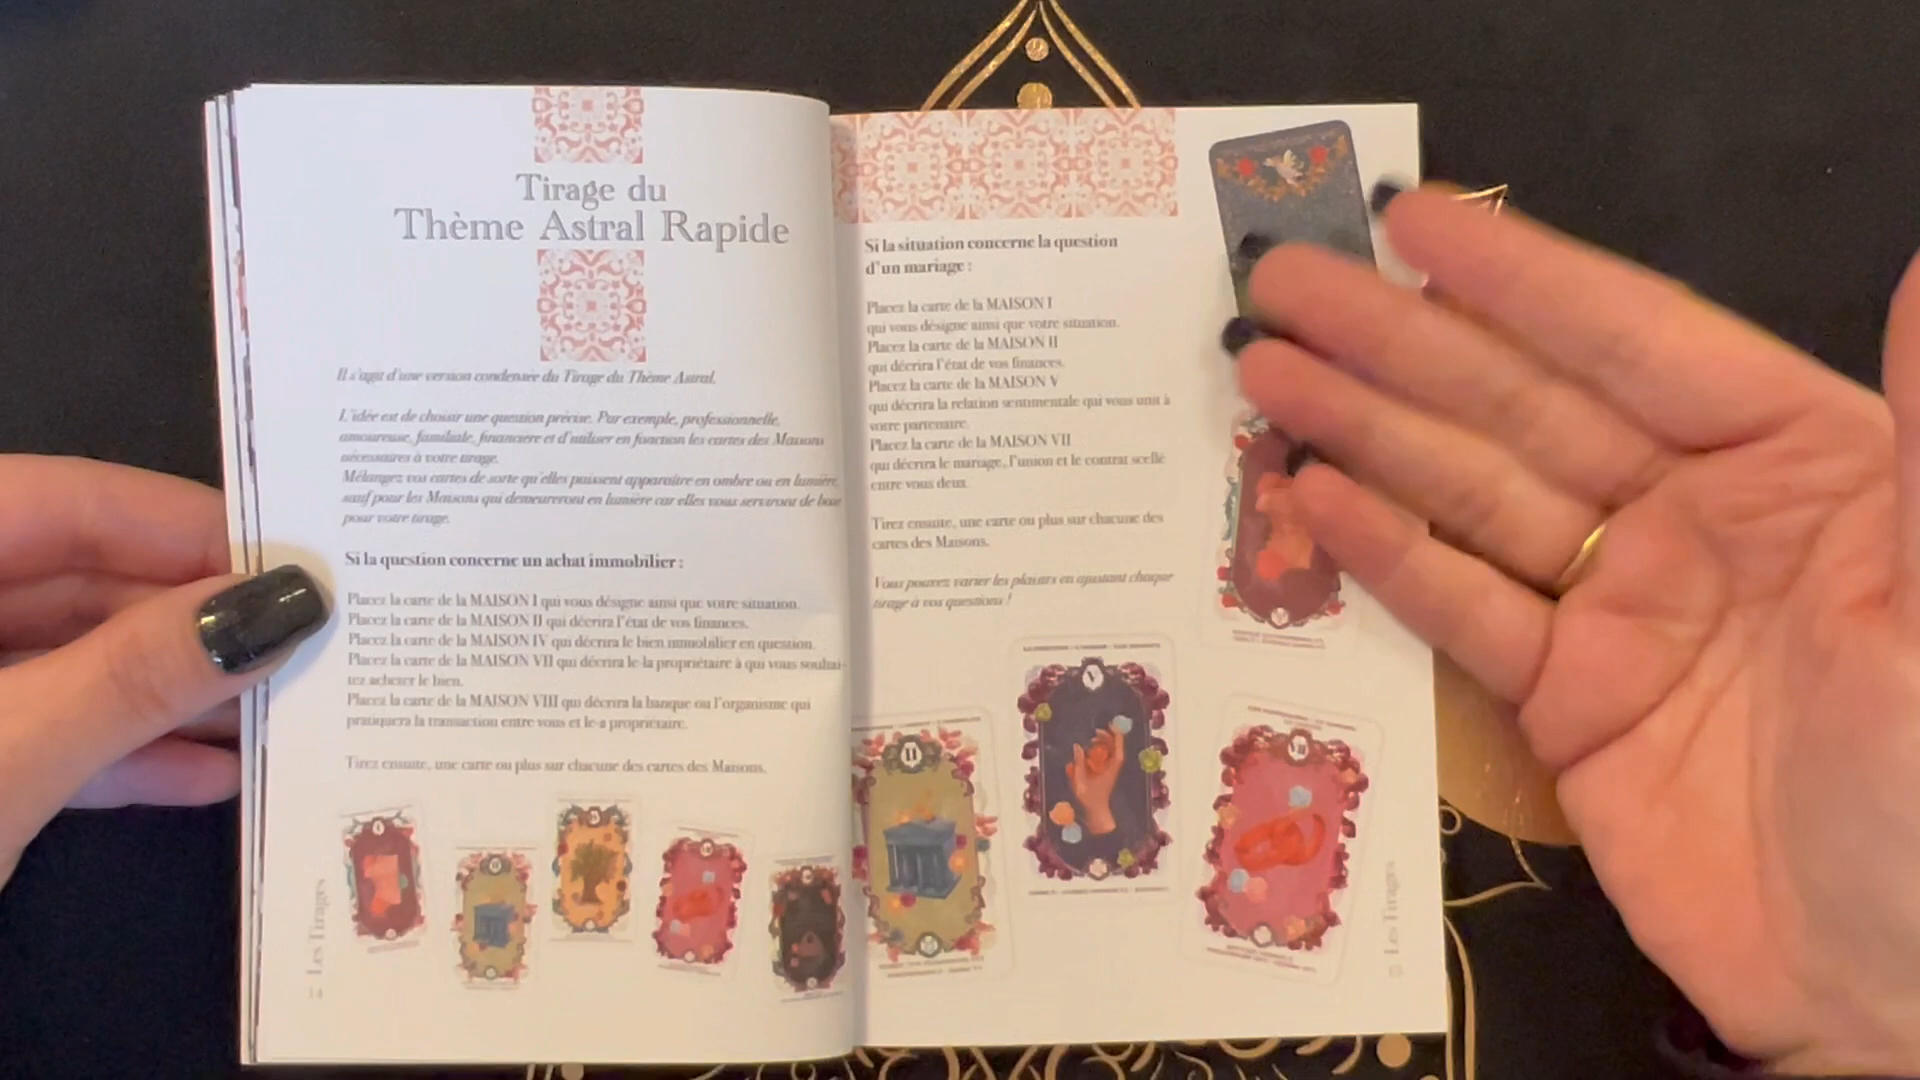 Tirage du
Thème Astral Rapide
Il s'agit d'une version condensée du Tirage du Thème Astral.
L'idée est de choisir une question précise. Par exemple, professionnelle,
amoureuse, familiale, financière et d'utiliser en fonction les cartes des Maisons
nécessaires à votre tirage.
Mélangez vos cartes de sorte qu'elles puissent apparaître en ombre ou en lumière,
sauf pour les Maisons qui demeureront en lumière car elles vous serviront de base
pour votre tirage.
Si la question concerne un achat immobilier :
Placez la carte de la MAISON I qui vous désigne ainsi que votre situation.
Placez la carte de la MAISON II qui décrira l'état de vos finances.
Placez la carte de la MAISON IV qui décrira le bien immobilier en question.
Placez la carte de la MAISON VII qui décrira le·la propriétaire à qui vous souhai-
tez acheter le bien.
Placez la carte de la MAISON VIII qui décrira la banque ou l'organisme qui
pratiquera la transaction entre vous et le·a propriétaire.
Tirez ensuite, une carte ou plus sur chacune des cartes des Maisons.
Les Tirages
14
Si la situation concerne la question
d'un mariage :
Placez la carte de la MAISON I
qui vous désigne ainsi que votre situation.
Placez la carte de la MAISON II
qui décrira l'état de vos finances.
Placez la carte de la MAISON V
qui décrira la relation sentimentale qui vous unit à
votre partenaire.
Placez la carte de la MAISON VII
qui décrira le mariage, l'union et le contrat scellé
entre vous deux.
Tirez ensuite, une carte ou plus sur chacune des
cartes des Maisons.
Vous pouvez varier les plaisirs en ajustant chaque
tirage à vos questions !
II
V
VII
Les Tirages
15